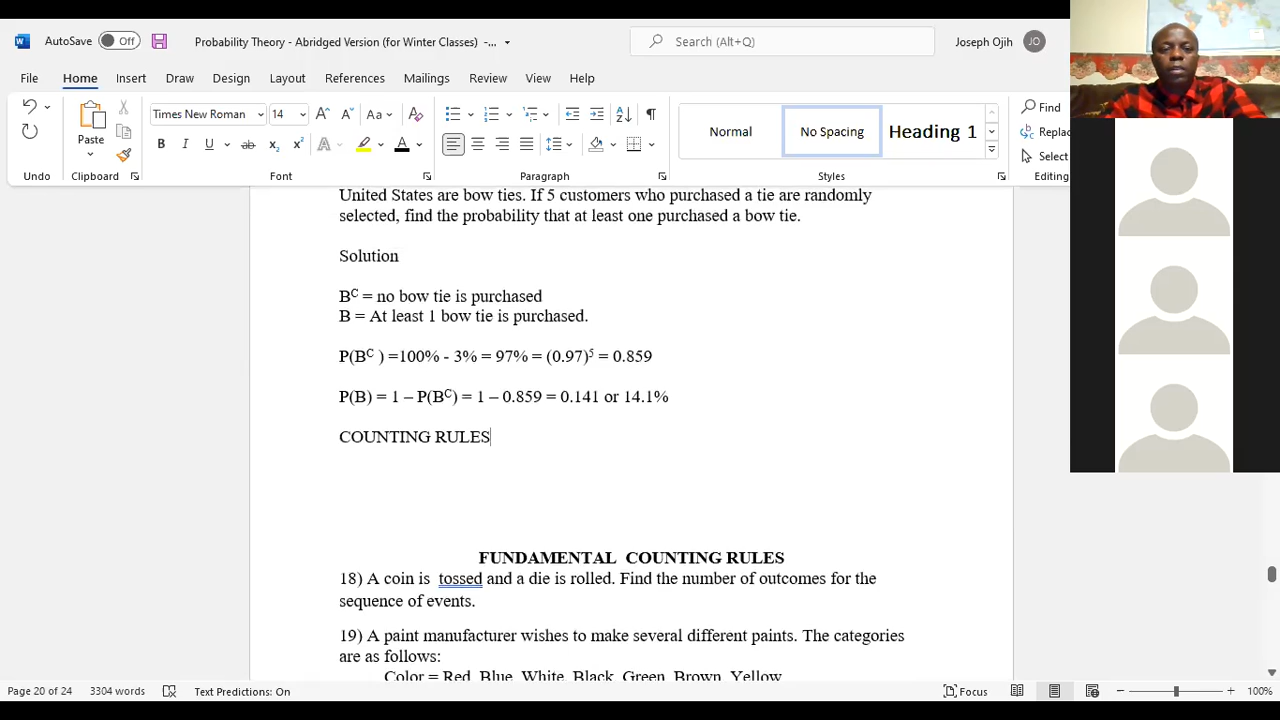 AutoSave Off Probability Theory - Abridged Version (for Winter Classes) -... Search (Alt+Q) Joseph Ojih JO
File Home Insert Draw Design Layout References Mailings Review View Help
Times New Roman 14 Find
Paste Normal No Spacing Heading 1 Replac
Select
Undo Clipboard Font Paragraph Styles Editing
United States are bow ties. If 5 customers who purchased a tie are randomly
selected, find the probability that at least one purchased a bow tie.
Solution
Bᶜ = no bow tie is purchased
B = At least 1 bow tie is purchased.
P(Bᶜ ) =100% - 3% = 97% = (0.97)⁵ = 0.859
P(B) = 1 – P(Bᶜ) = 1 – 0.859 = 0.141 or 14.1%
COUNTING RULES
FUNDAMENTAL COUNTING RULES
18) A coin is tossed and a die is rolled. Find the number of outcomes for the
sequence of events.
19) A paint manufacturer wishes to make several different paints. The categories
are as follows:
Color = Red, Blue, White, Black, Green, Brown, Yellow
Page 20 of 24 3304 words Text Predictions: On Focus 100%